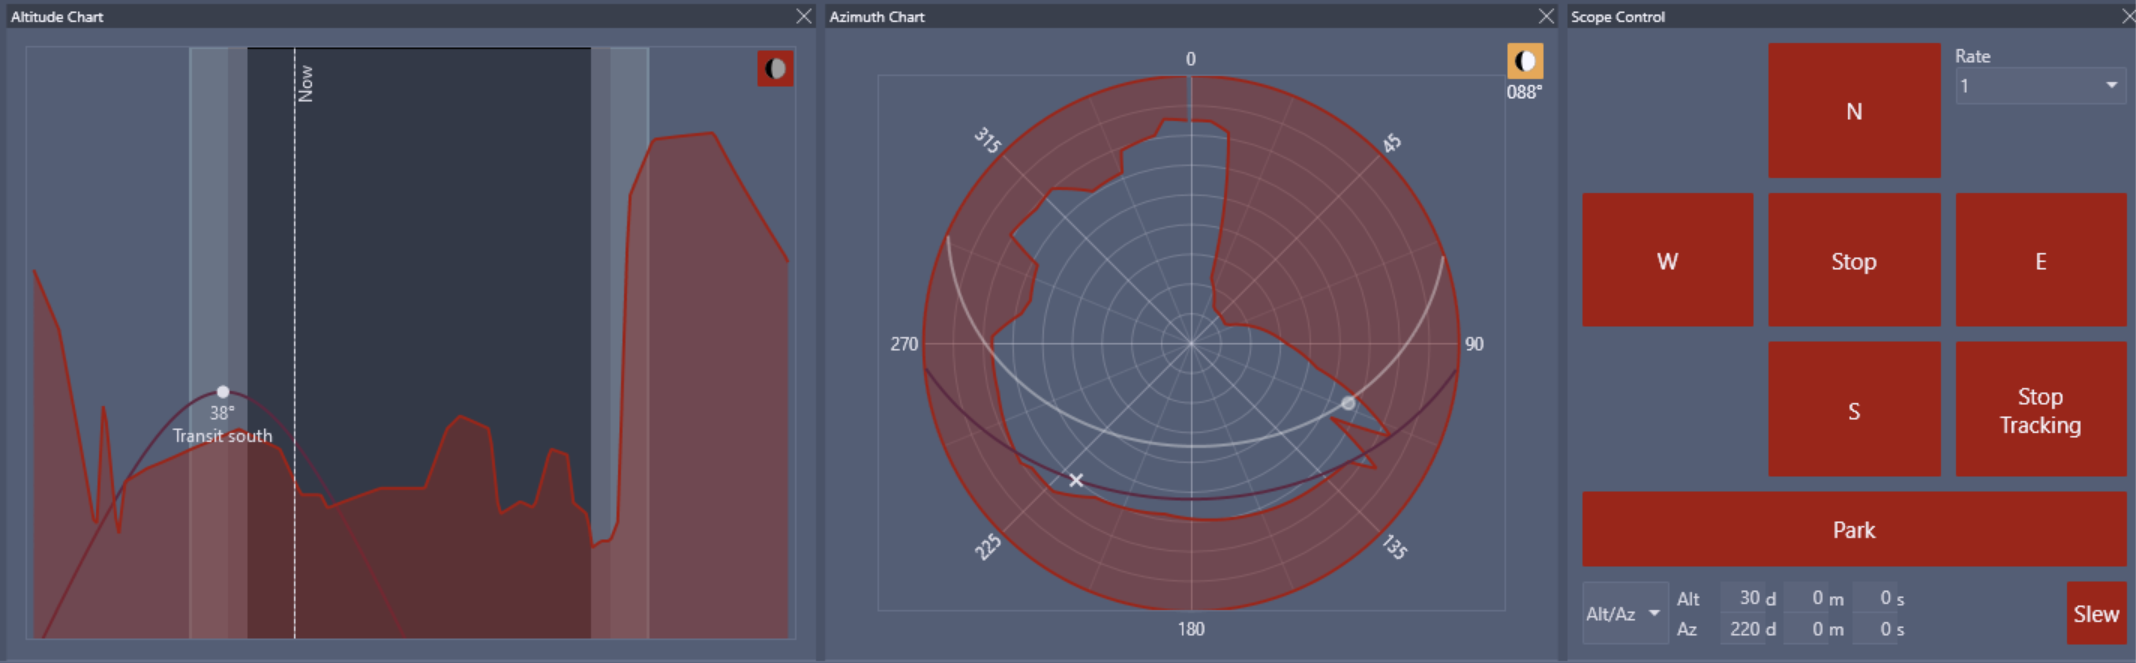 Altitude Chart
Now
38°
Transit south
Azimuth Chart
088°
0
45
90
135
180
225
270
315
Scope Control
Rate
1
N
W
Stop
E
S
Stop
Tracking
Park
Alt/Az
Alt 30 d 0 m 0 s
Az 220 d 0 m 0 s
Slew